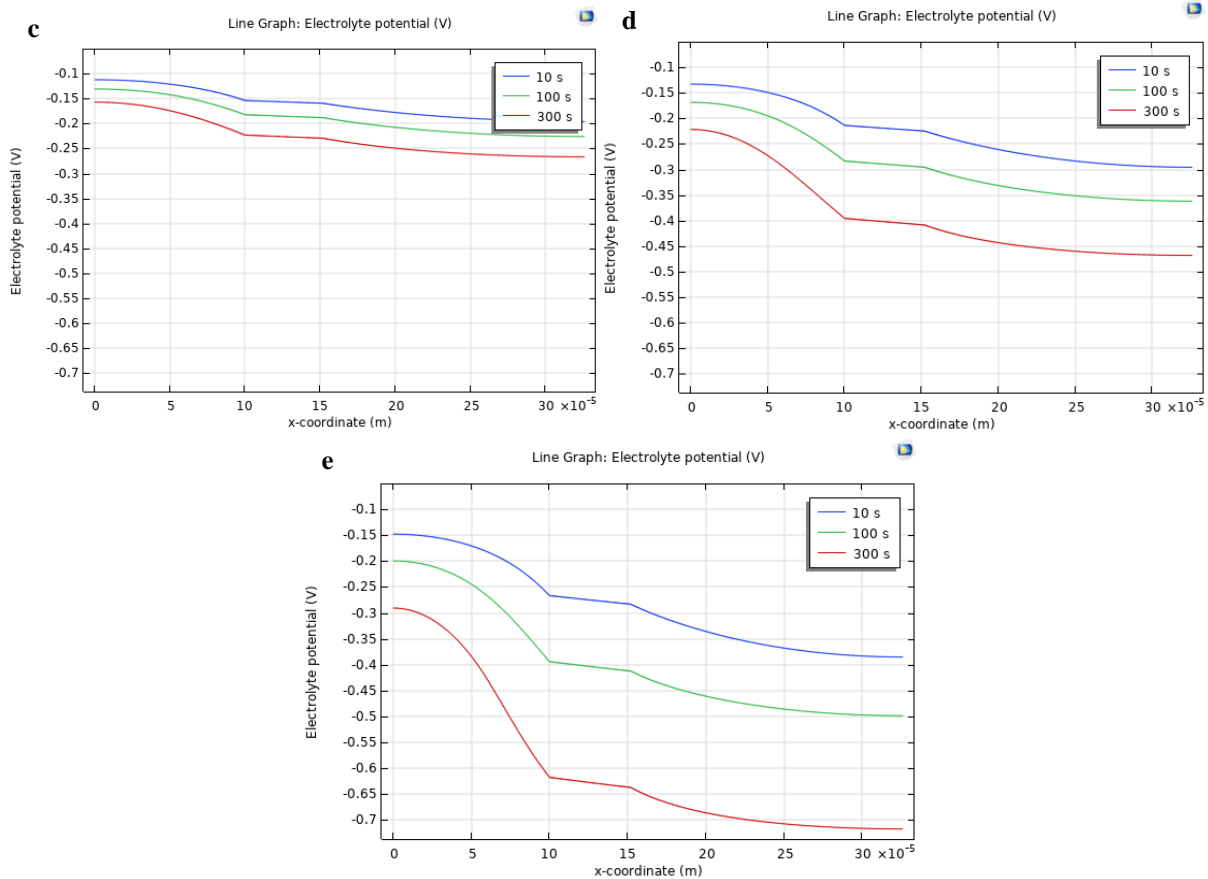 c
Line Graph: Electrolyte potential (V)
-0.1
-0.15
-0.2
-0.25
-0.3
-0.35
-0.4
-0.45
-0.5
-0.55
-0.6
-0.65
-0.7
Electrolyte potential (V)
10 s
100 s
300 s
0 5 10 15 20 25 30 ×10⁻⁵
x-coordinate (m)
d
Line Graph: Electrolyte potential (V)
-0.1
-0.15
-0.2
-0.25
-0.3
-0.35
-0.4
-0.45
-0.5
-0.55
-0.6
-0.65
-0.7
Electrolyte potential (V)
10 s
100 s
300 s
0 5 10 15 20 25 30 ×10⁻⁵
x-coordinate (m)
e
Line Graph: Electrolyte potential (V)
-0.1
-0.15
-0.2
-0.25
-0.3
-0.35
-0.4
-0.45
-0.5
-0.55
-0.6
-0.65
-0.7
Electrolyte potential (V)
10 s
100 s
300 s
0 5 10 15 20 25 30 ×10⁻⁵
x-coordinate (m)